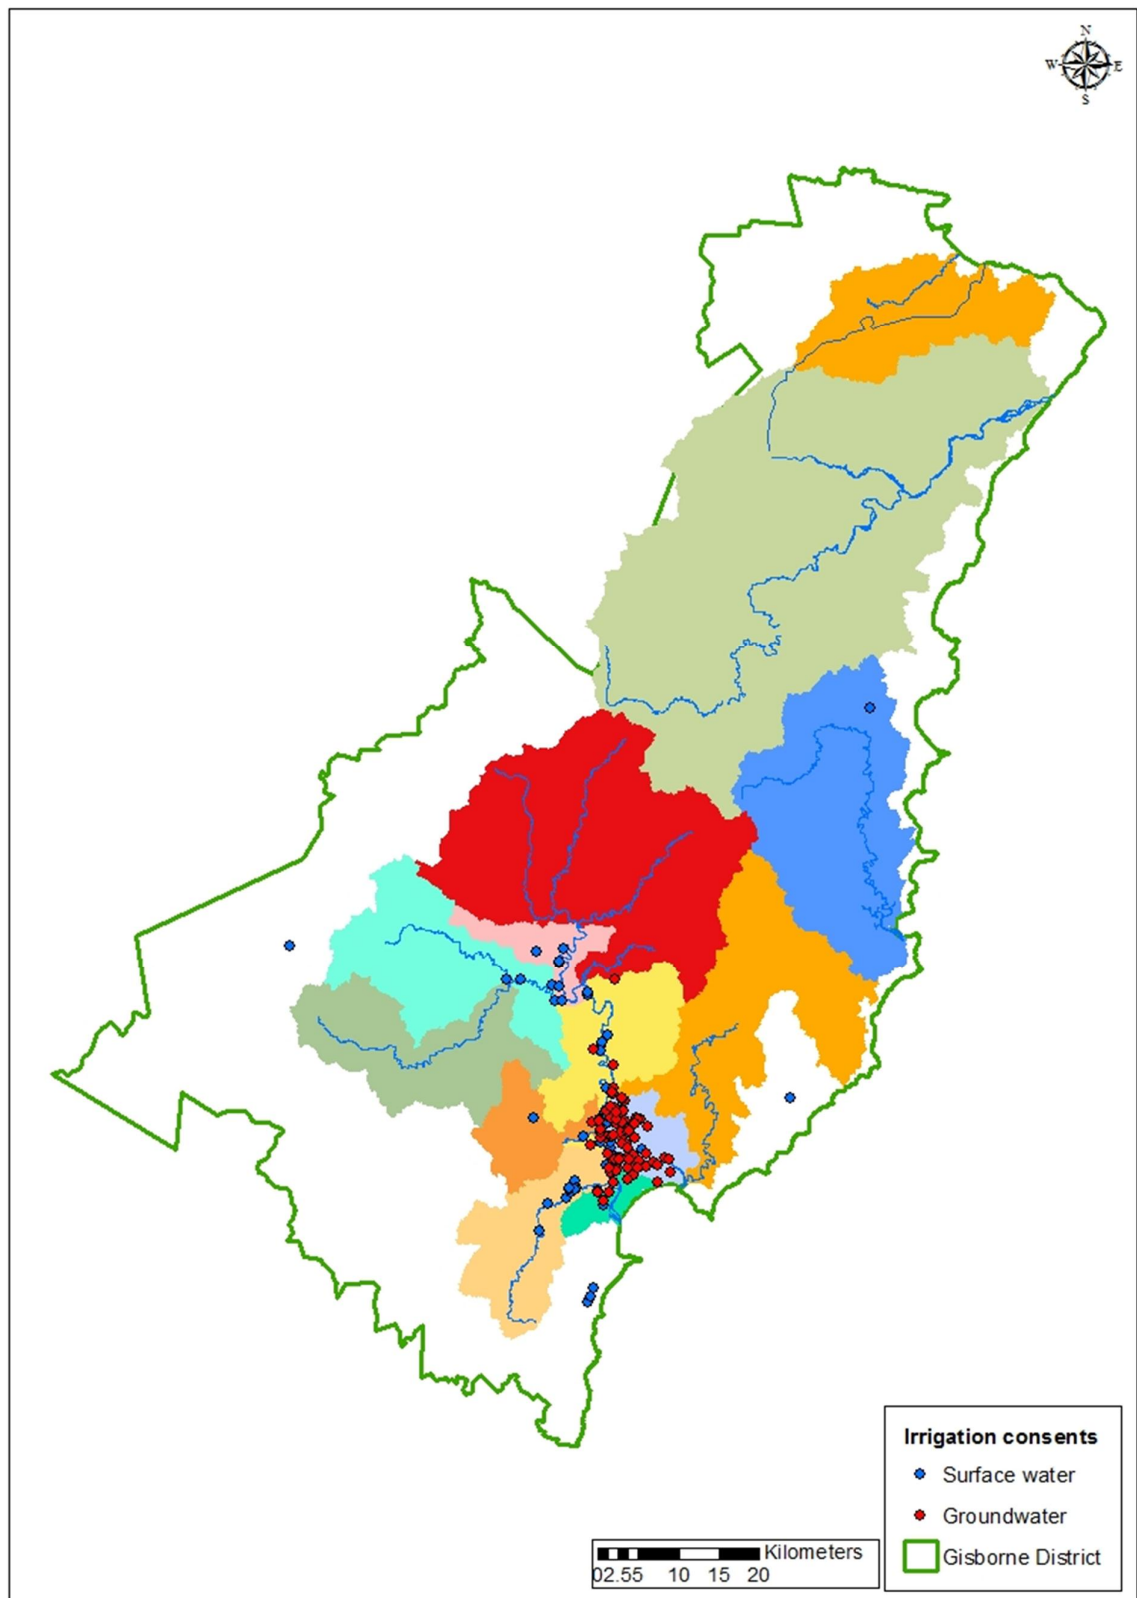 N
W E
S
Irrigation consents
Surface water
Groundwater
Gisborne District
Kilometers
02.55 10 15 20